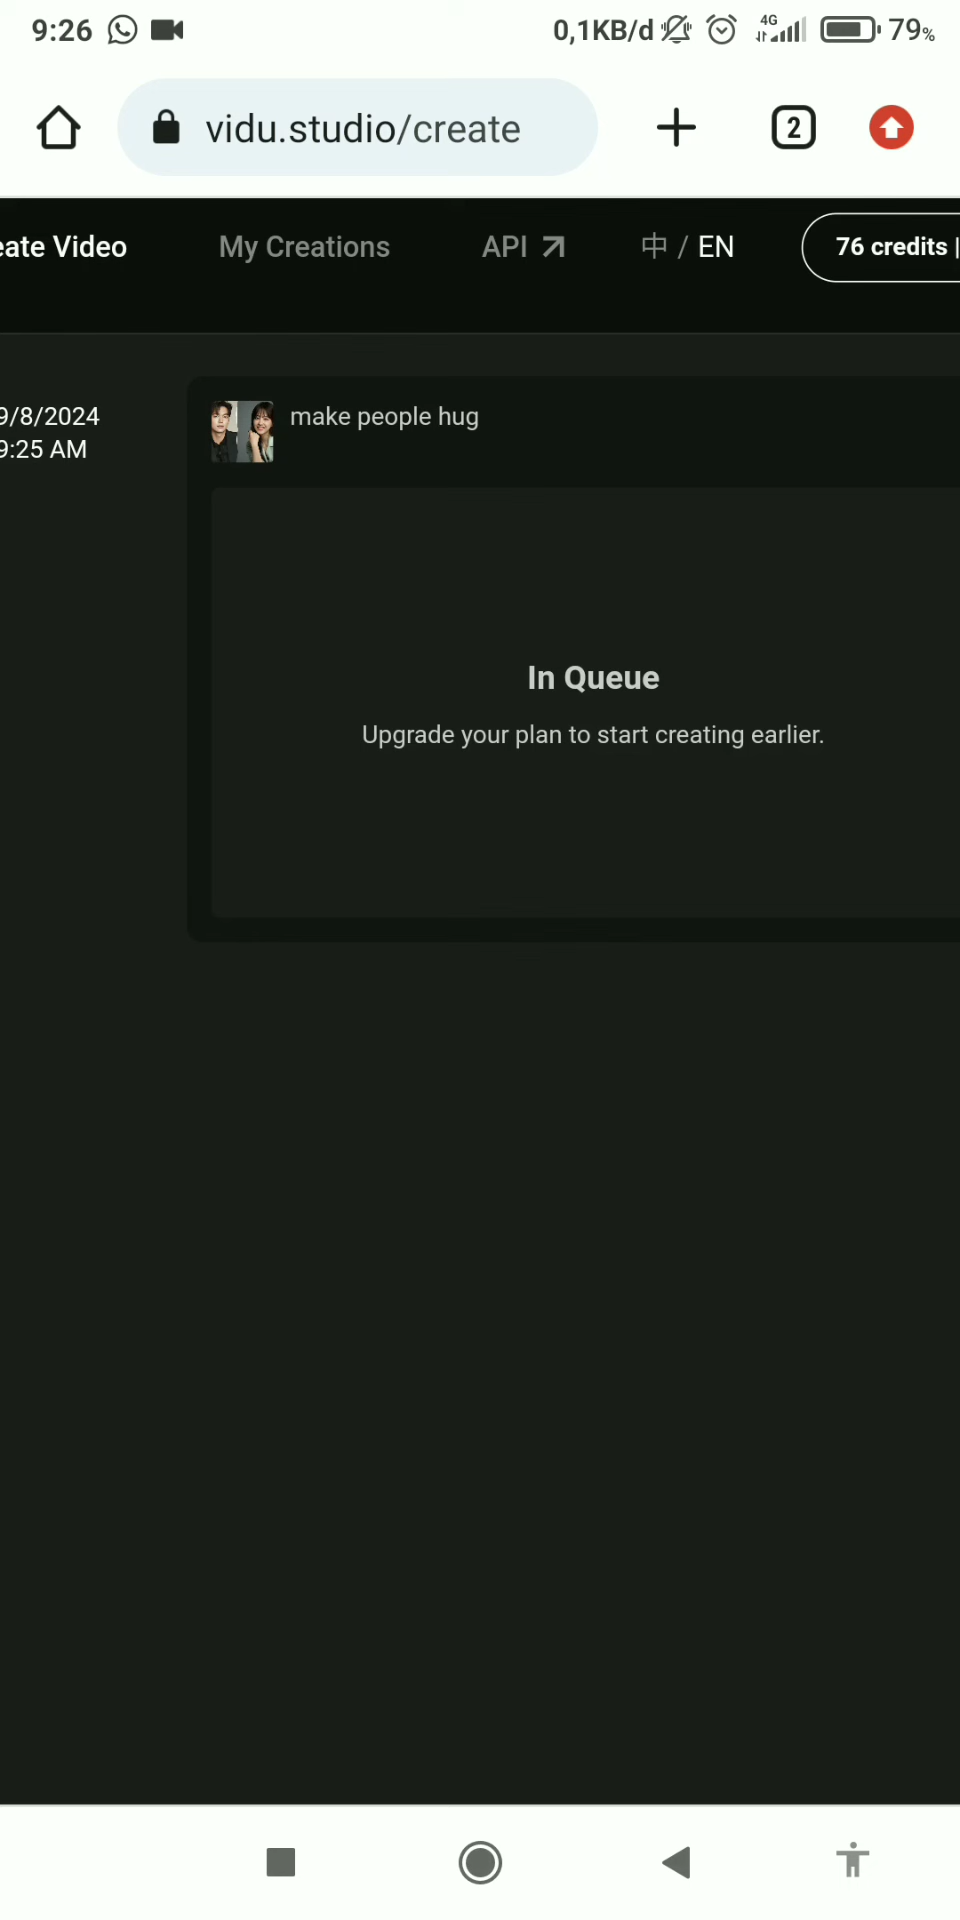 9:26 0,1KB/d 4G 79%
vidu.studio/create 2
eate Video My Creations API 中 / EN 76 credits |
9/8/2024
9:25 AM
make people hug
In Queue
Upgrade your plan to start creating earlier.